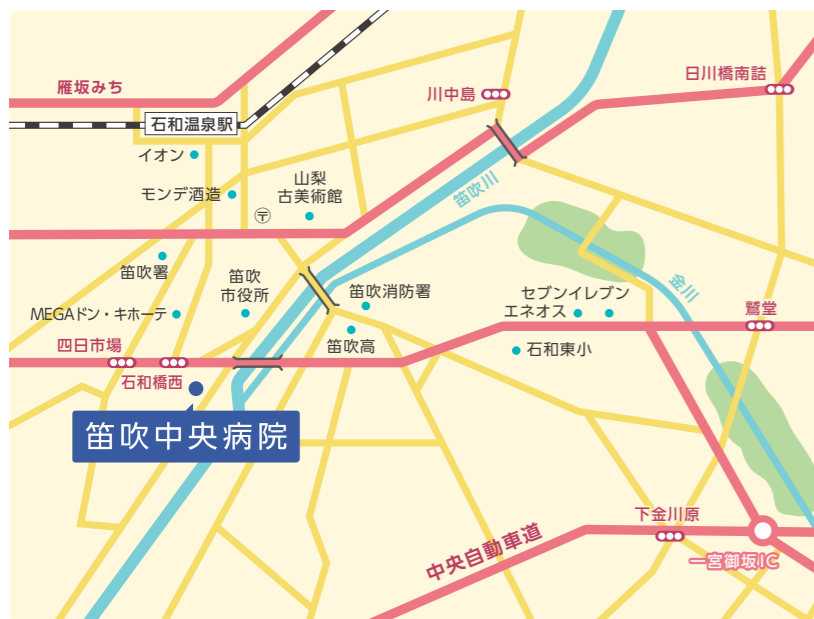 日川橋南詰
雁坂みち
川中島
石和温泉駅
イオン
モンデ酒造
山梨
古美術館
笛吹川
〒
笛吹署
笛吹
市役所
笛吹消防署
金川
セブンイレブン
エネオス
MEGAドン・キホーテ
鵞堂
四日市場
笛吹高
石和東小
石和橋西
笛吹中央病院
下金川原
中央自動車道
一宮御坂IC